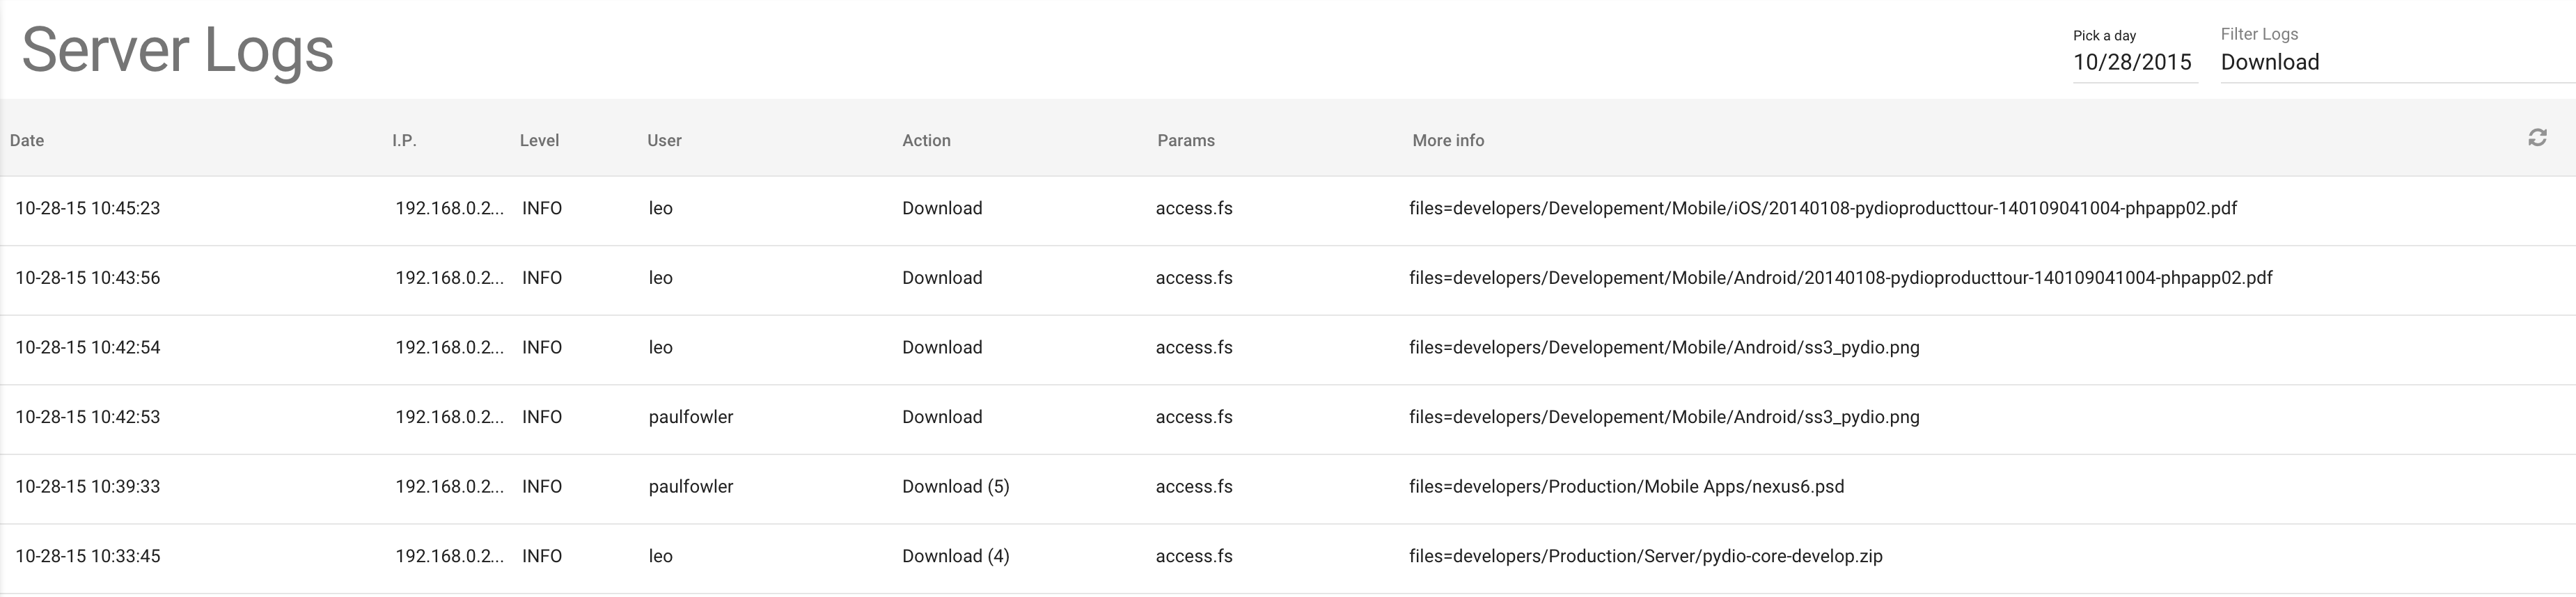 Server Logs
Pick a day
Filter Logs
10/28/2015
Download
Date I.P. Level User Action Params More info
10-28-15 10:45:23 192.168.0.2... INFO leo Download access.fs files=developers/Developement/Mobile/iOS/20140108-pydioproducttour-140109041004-phpapp02.pdf
10-28-15 10:43:56 192.168.0.2... INFO leo Download access.fs files=developers/Developement/Mobile/Android/20140108-pydioproducttour-140109041004-phpapp02.pdf
10-28-15 10:42:54 192.168.0.2... INFO leo Download access.fs files=developers/Developement/Mobile/Android/ss3_pydio.png
10-28-15 10:42:53 192.168.0.2... INFO paulfowler Download access.fs files=developers/Developement/Mobile/Android/ss3_pydio.png
10-28-15 10:39:33 192.168.0.2... INFO paulfowler Download (5) access.fs files=developers/Production/Mobile Apps/nexus6.psd
10-28-15 10:33:45 192.168.0.2... INFO leo Download (4) access.fs files=developers/Production/Server/pydio-core-develop.zip